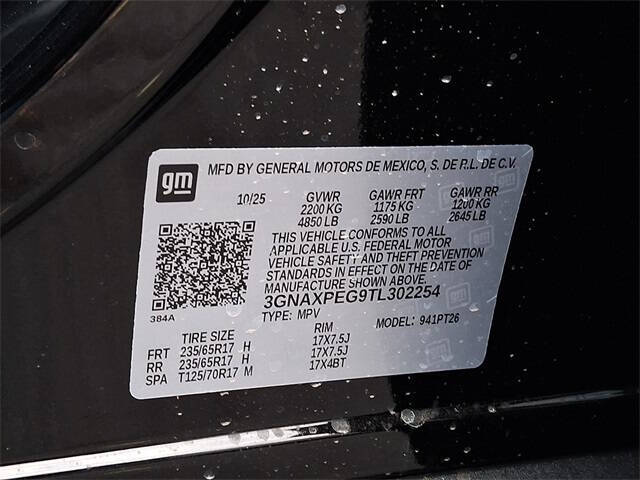 gm MFD BY GENERAL MOTORS DE MEXICO, S. DE R.L. DE C.V.
10/25 GVWR GAWR FRT GAWR RR
2200 KG 1175 KG 1200 KG
4850 LB 2590 LB 2645 LB
THIS VEHICLE CONFORMS TO ALL
APPLICABLE U.S. FEDERAL MOTOR
VEHICLE SAFETY AND THEFT PREVENTION
STANDARDS IN EFFECT ON THE DATE OF
MANUFACTURE SHOWN ABOVE.
3GNAXPEG9TL302254
384A TYPE: MPV MODEL: 941PT26
TIRE SIZE RIM
FRT 235/65R17 H 17X7.5J
RR 235/65R17 H 17X7.5J
SPA T125/70R17 M 17X4BT